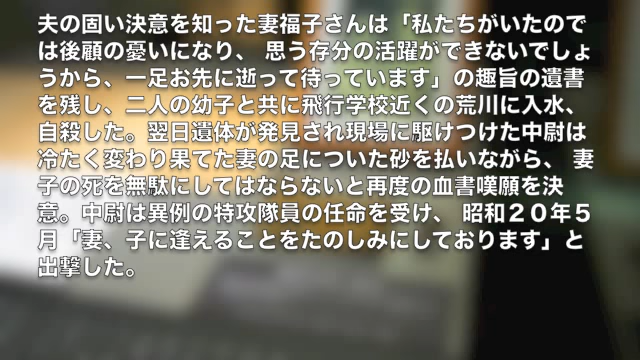 夫の固い決意を知った妻福子さんは「私たちがいたので
は後顧の憂いになり、 思う存分の活躍ができないでしょ
うから、一足お先に逝って待っています」の趣旨の遺書
を残し、二人の幼子と共に飛行学校近くの荒川に入水、
自殺した。翌日遺体が発見され現場に駆けつけた中尉は
冷たく変わり果てた妻の足についた砂を払いながら、 妻
子の死を無駄にしてはならないと再度の血書嘆願を決
意。中尉は異例の特攻隊員の任命を受け、 昭和２０年５
月「妻、子に逢えることをたのしみにしております」と
出撃した。